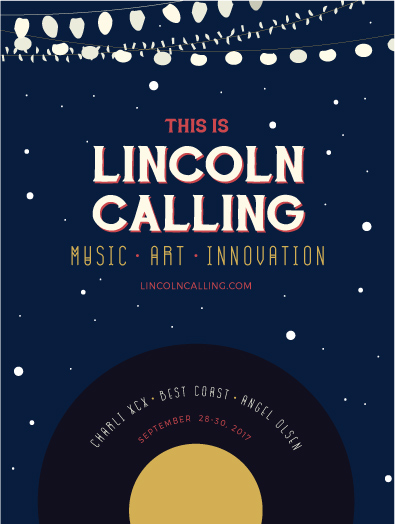 THIS IS
LINCOLN
CALLING
MUSIC · ART · INNOVATION
LINCOLNCALLING.COM
CHARLI XCX · BEST COAST · ANGEL OLSEN
SEPTEMBER 28-30, 2017